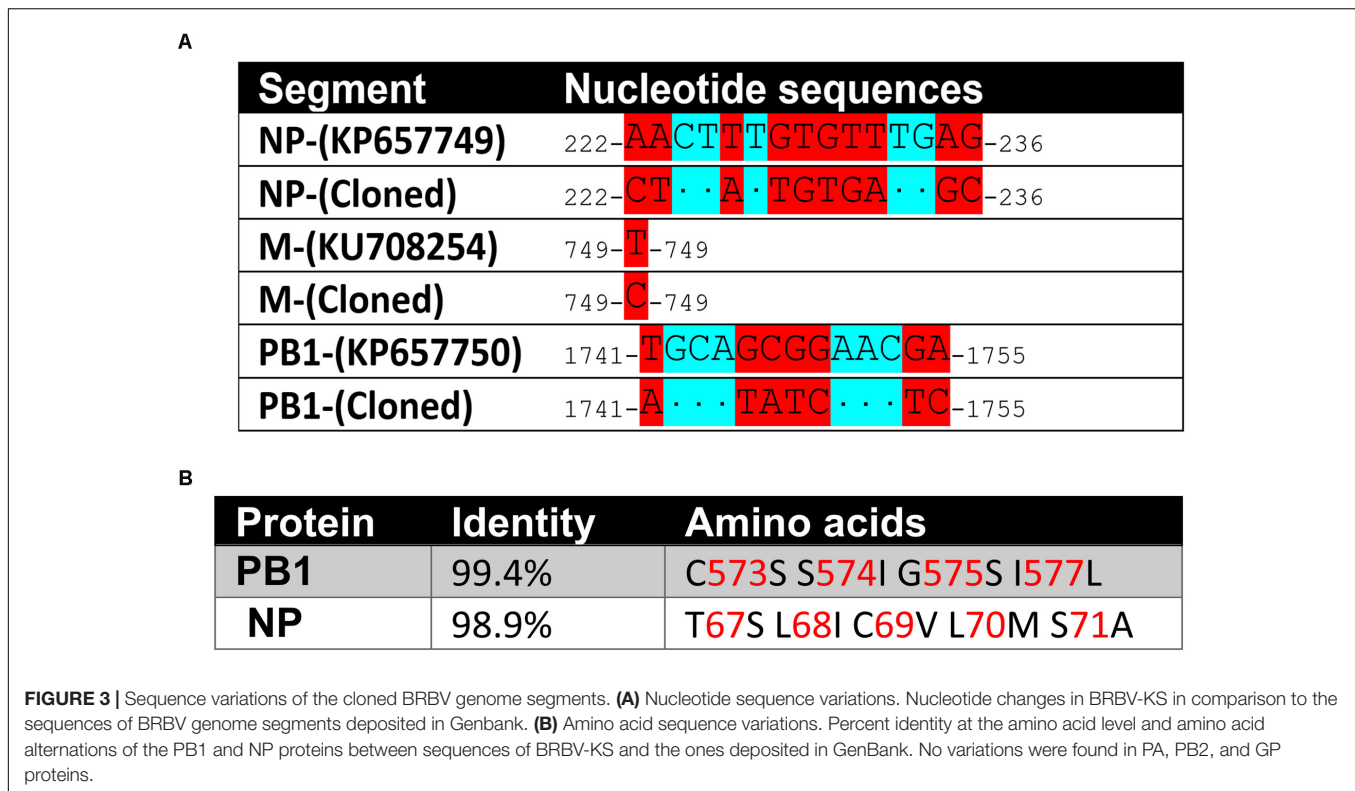 A
Segment Nucleotide sequences
NP-(KP657749) 222-AACTTTGTGTTTGAG-236
NP-(Cloned) 222-CT··A·TGTGA··GC-236
M-(KU708254) 749-T-749
M-(Cloned) 749-C-749
PB1-(KP657750) 1741-TGCAGCGGAACGA-1755
PB1-(Cloned) 1741-A···TATC···TC-1755
B
Protein Identity Amino acids
PB1 99.4% C573S S574I G575S I577L
NP 98.9% T67S L68I C69V L70M S71A
FIGURE 3 | Sequence variations of the cloned BRBV genome segments. (A) Nucleotide sequence variations. Nucleotide changes in BRBV-KS in comparison to the
sequences of BRBV genome segments deposited in Genbank. (B) Amino acid sequence variations. Percent identity at the amino acid level and amino acid
alternations of the PB1 and NP proteins between sequences of BRBV-KS and the ones deposited in GenBank. No variations were found in PA, PB2, and GP
proteins.